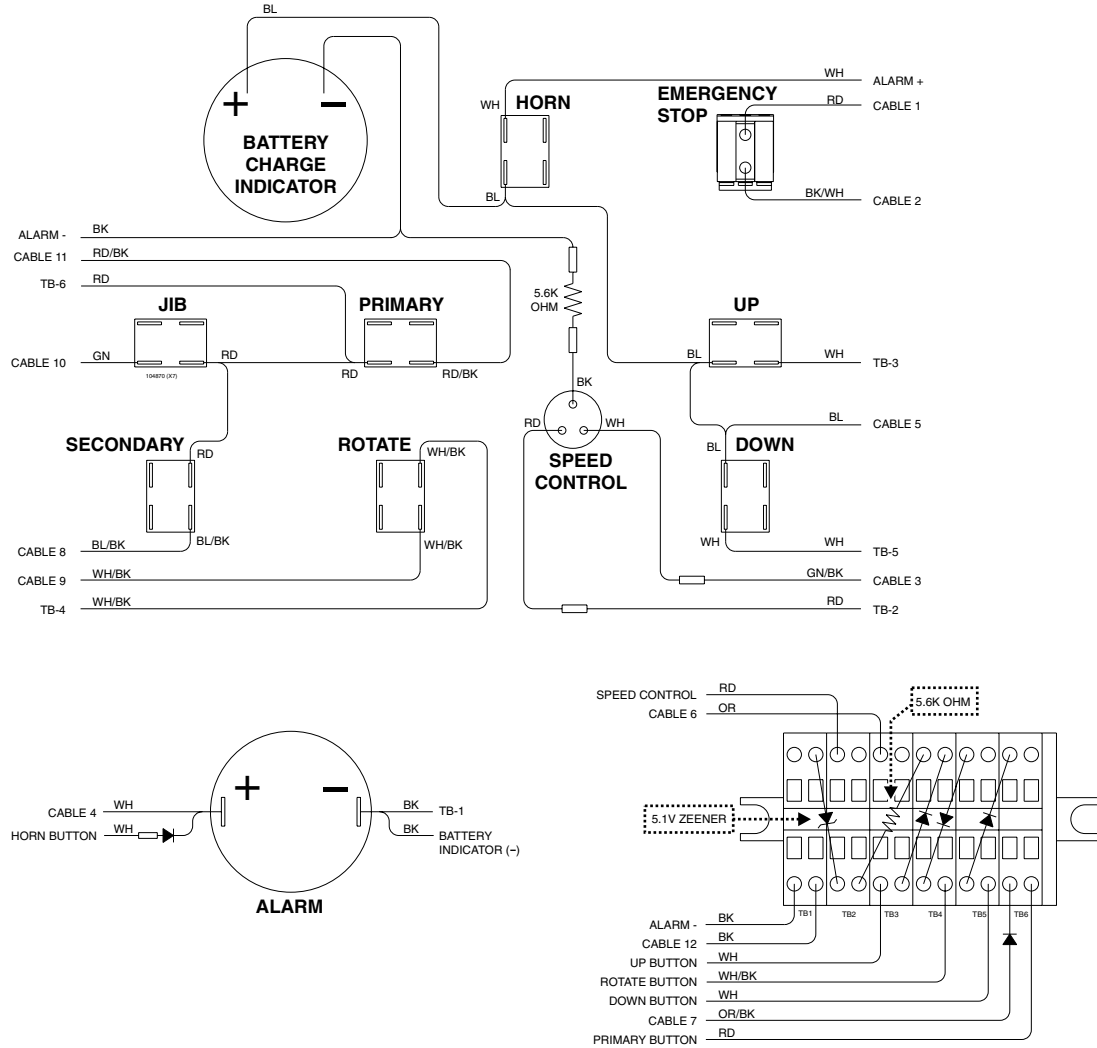 BL
WH
ALARM +
EMERGENCY
STOP
RD
CABLE 1
WH
HORN
+
−
BATTERY
CHARGE
INDICATOR
BL
BK/WH
CABLE 2
ALARM -
BK
CABLE 11
RD/BK
TB-6
RD
JIB
PRIMARY
5.6K
OHM
UP
CABLE 10
GN
RD
RD
RD/BK
BL
WH
TB-3
104870 (X7)
BK
BL
CABLE 5
SECONDARY
RD
ROTATE
WH/BK
RD
WH
SPEED
CONTROL
BL
DOWN
CABLE 8
BL/BK
BL/BK
WH/BK
WH
WH
TB-5
CABLE 9
WH/BK
GN/BK
CABLE 3
TB-4
WH/BK
RD
TB-2
SPEED CONTROL
RD
CABLE 6
OR
5.6K OHM
+
−
CABLE 4
WH
BK
TB-1
HORN BUTTON
WH
BK
BATTERY
INDICATOR (−)
ALARM
5.1V ZEENER
TB1
TB2
TB3
TB4
TB5
TB6
ALARM -
BK
CABLE 12
BK
UP BUTTON
WH
ROTATE BUTTON
WH/BK
DOWN BUTTON
WH
CABLE 7
OR/BK
PRIMARY BUTTON
RD